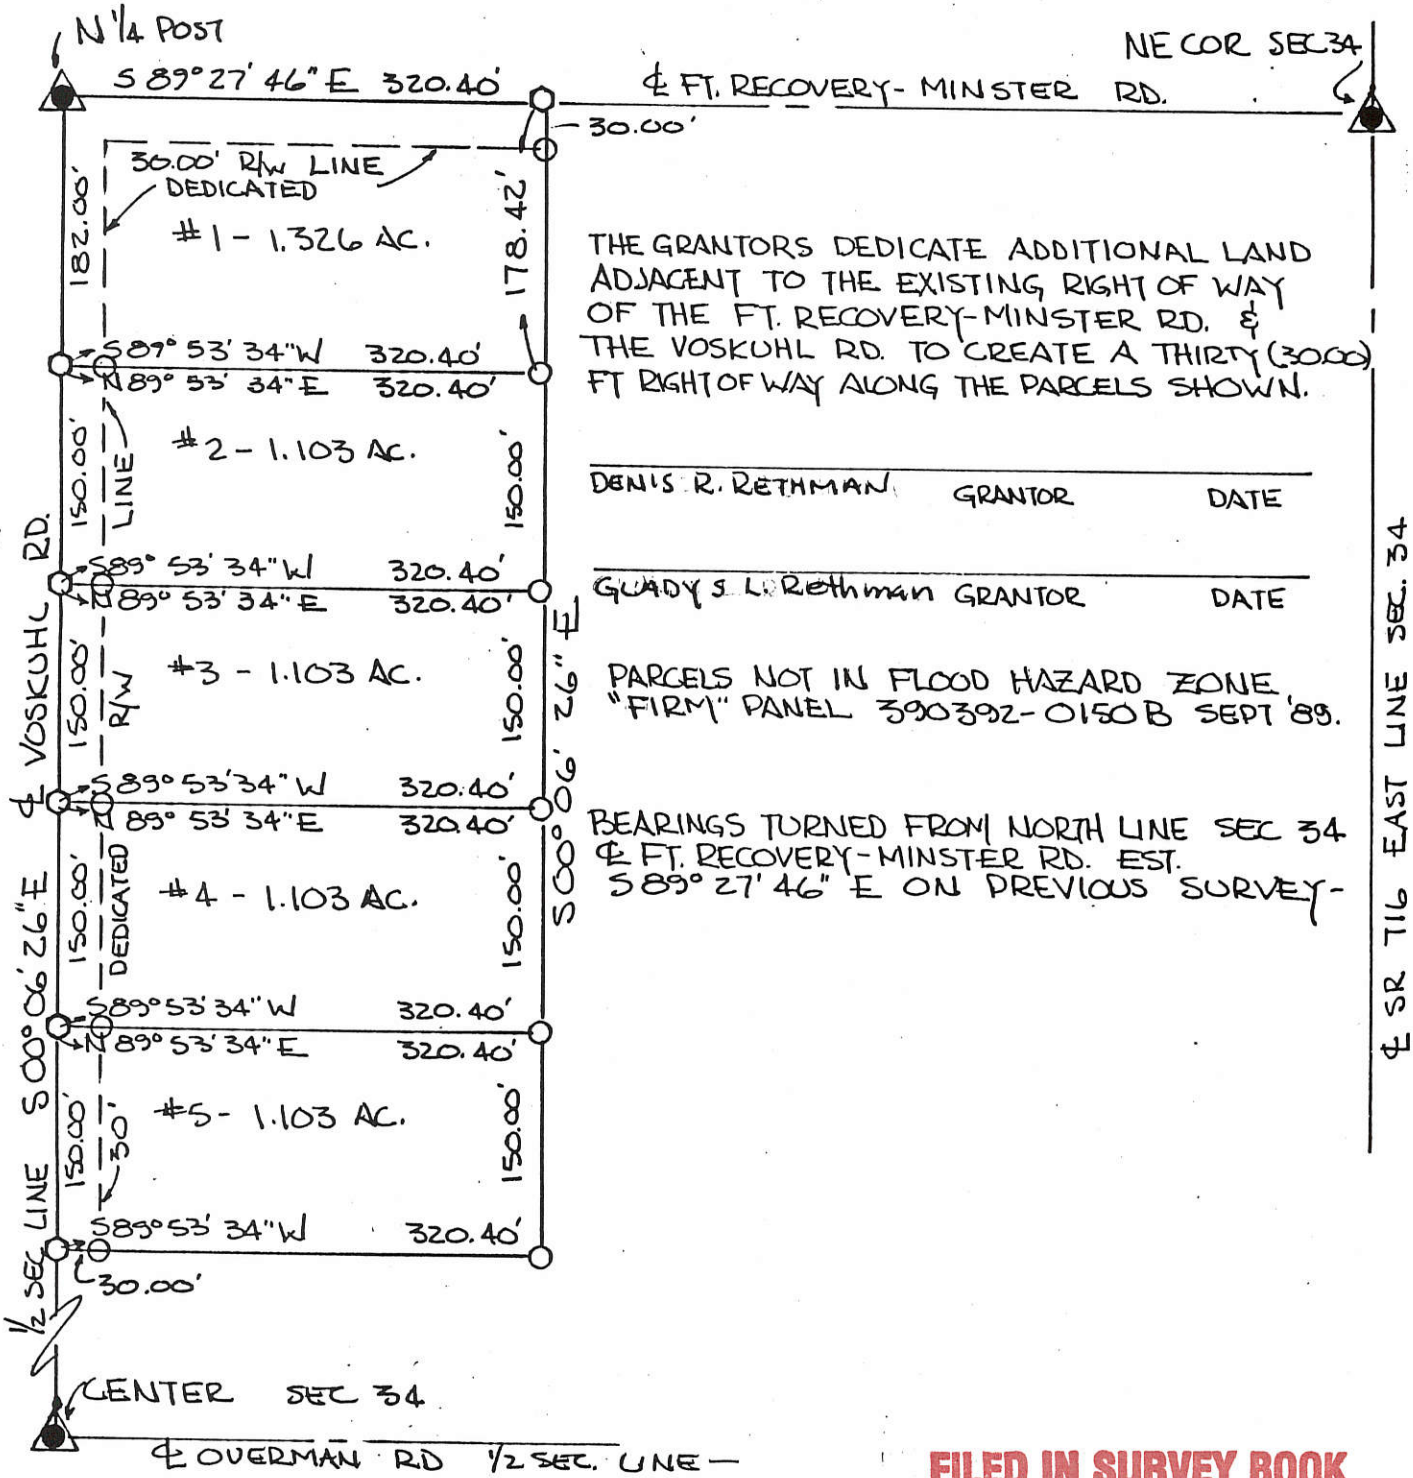 N 1/4 POST
NE COR SEC 34
S 89° 27' 46" E 320.40'
℄ FT. RECOVERY - MINSTER RD.
30.00'
30.00' R/W LINE
DEDICATED
182.00'
178.42'
#1 - 1.326 AC.
THE GRANTORS DEDICATE ADDITIONAL LAND
ADJACENT TO THE EXISTING RIGHT OF WAY
OF THE FT. RECOVERY-MINSTER RD. &
THE VOSKUHL RD. TO CREATE A THIRTY (30.00)
FT RIGHT OF WAY ALONG THE PARCELS SHOWN.
S89° 53' 34" W 320.40'
N 89° 53' 34" E 320.40'
#2 - 1.103 AC.
150.00'
LINE
150.00'
DENIS R. RETHMAN GRANTOR DATE
S89° 53' 34" W 320.40'
N 89° 53' 34" E 320.40'
GLADYS L. Rethman GRANTOR DATE
#3 - 1.103 AC.
150.00'
R/W
150.00'
PARCELS NOT IN FLOOD HAZARD ZONE
"FIRM" PANEL 390392-0150 B SEPT '89.
S89° 53' 34" W 320.40'
N 89° 53' 34" E 320.40'
BEARINGS TURNED FROM NORTH LINE SEC 34
℄ FT. RECOVERY-MINSTER RD. EST.
S 89° 27' 46" E ON PREVIOUS SURVEY-
#4 - 1.103 AC.
150.00'
DEDICATED
150.00'
S89° 53' 34" W 320.40'
N 89° 53' 34" E 320.40'
#5 - 1.103 AC.
150.00'
30'
150.00'
S89° 53' 34" W 320.40'
30.00'
1/2 SEC LINE S 00° 06' 26" E ℄ VOSKUHL RD.
S 00° 06' 26" E
℄ SR 716 EAST LINE SEC. 34
CENTER SEC 34
℄ OVERMAN RD 1/2 SEC. LINE -
FILED IN SURVEY BOOK